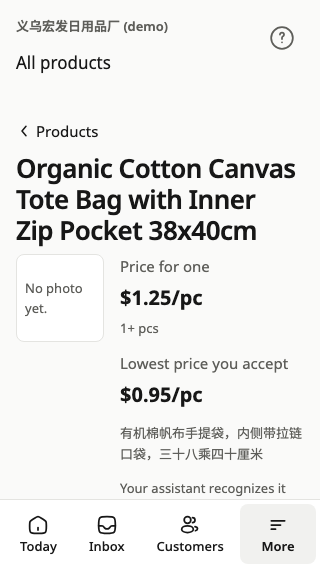 义乌宏发日用品厂 (demo)
All products
Products
Organic Cotton Canvas
Tote Bag with Inner
Zip Pocket 38x40cm
No photo
yet.
Price for one
$1.25/pc
1+ pcs
Lowest price you accept
$0.95/pc
有机棉帆布手提袋，内侧带拉链
口袋，三十八乘四十厘米
Your assistant recognizes it
Today
Inbox
Customers
More